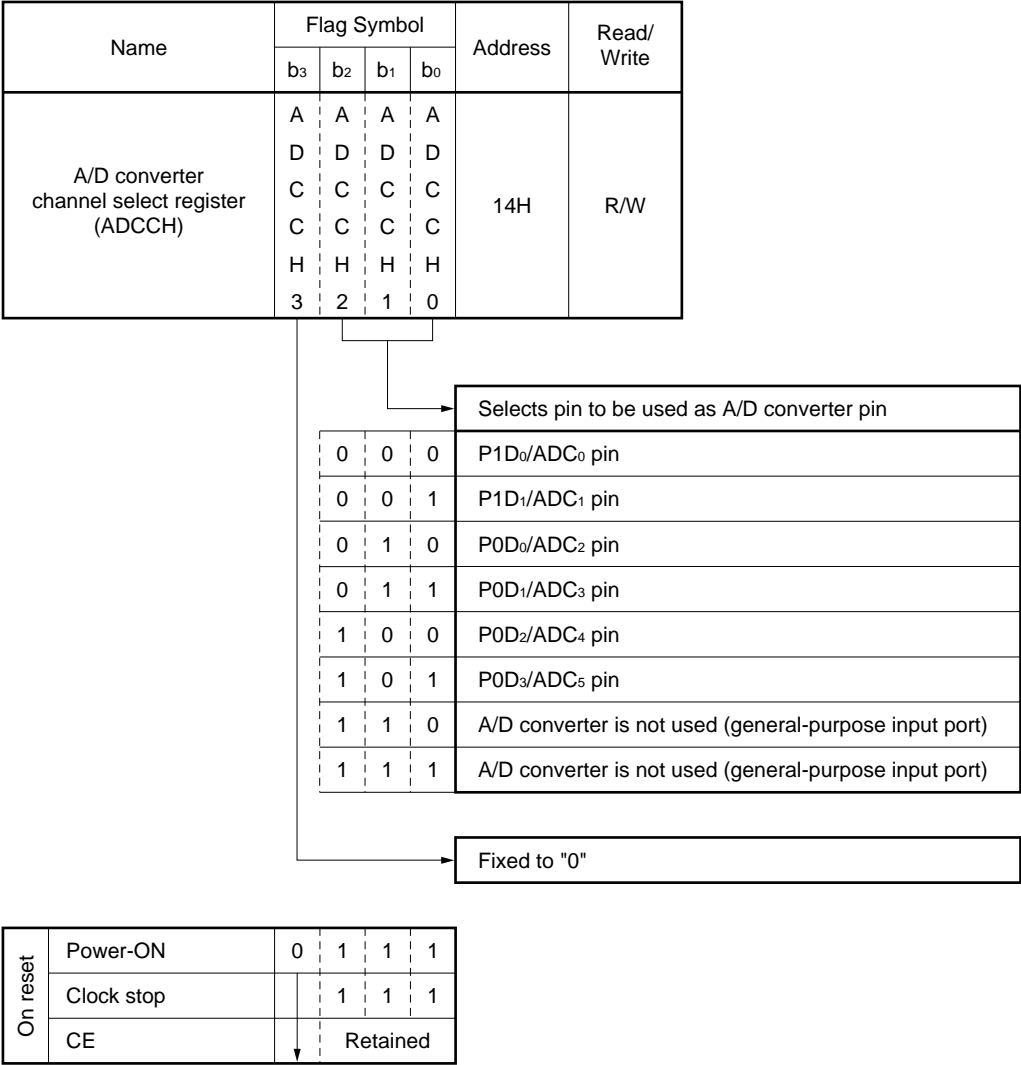 Name Flag Symbol Address Read/Write
b3 b2 b1 b0
A/D converter
channel select register
(ADCCH)
A A A A
D D D D
C C C C
C C C C
H H H H
3 2 1 0
14H R/W
Selects pin to be used as A/D converter pin
0 0 0 P1D0/ADC0 pin
0 0 1 P1D1/ADC1 pin
0 1 0 P0D0/ADC2 pin
0 1 1 P0D1/ADC3 pin
1 0 0 P0D2/ADC4 pin
1 0 1 P0D3/ADC5 pin
1 1 0 A/D converter is not used (general-purpose input port)
1 1 1 A/D converter is not used (general-purpose input port)
Fixed to "0"
On reset
Power-ON 0 1 1 1
Clock stop 1 1 1
CE Retained